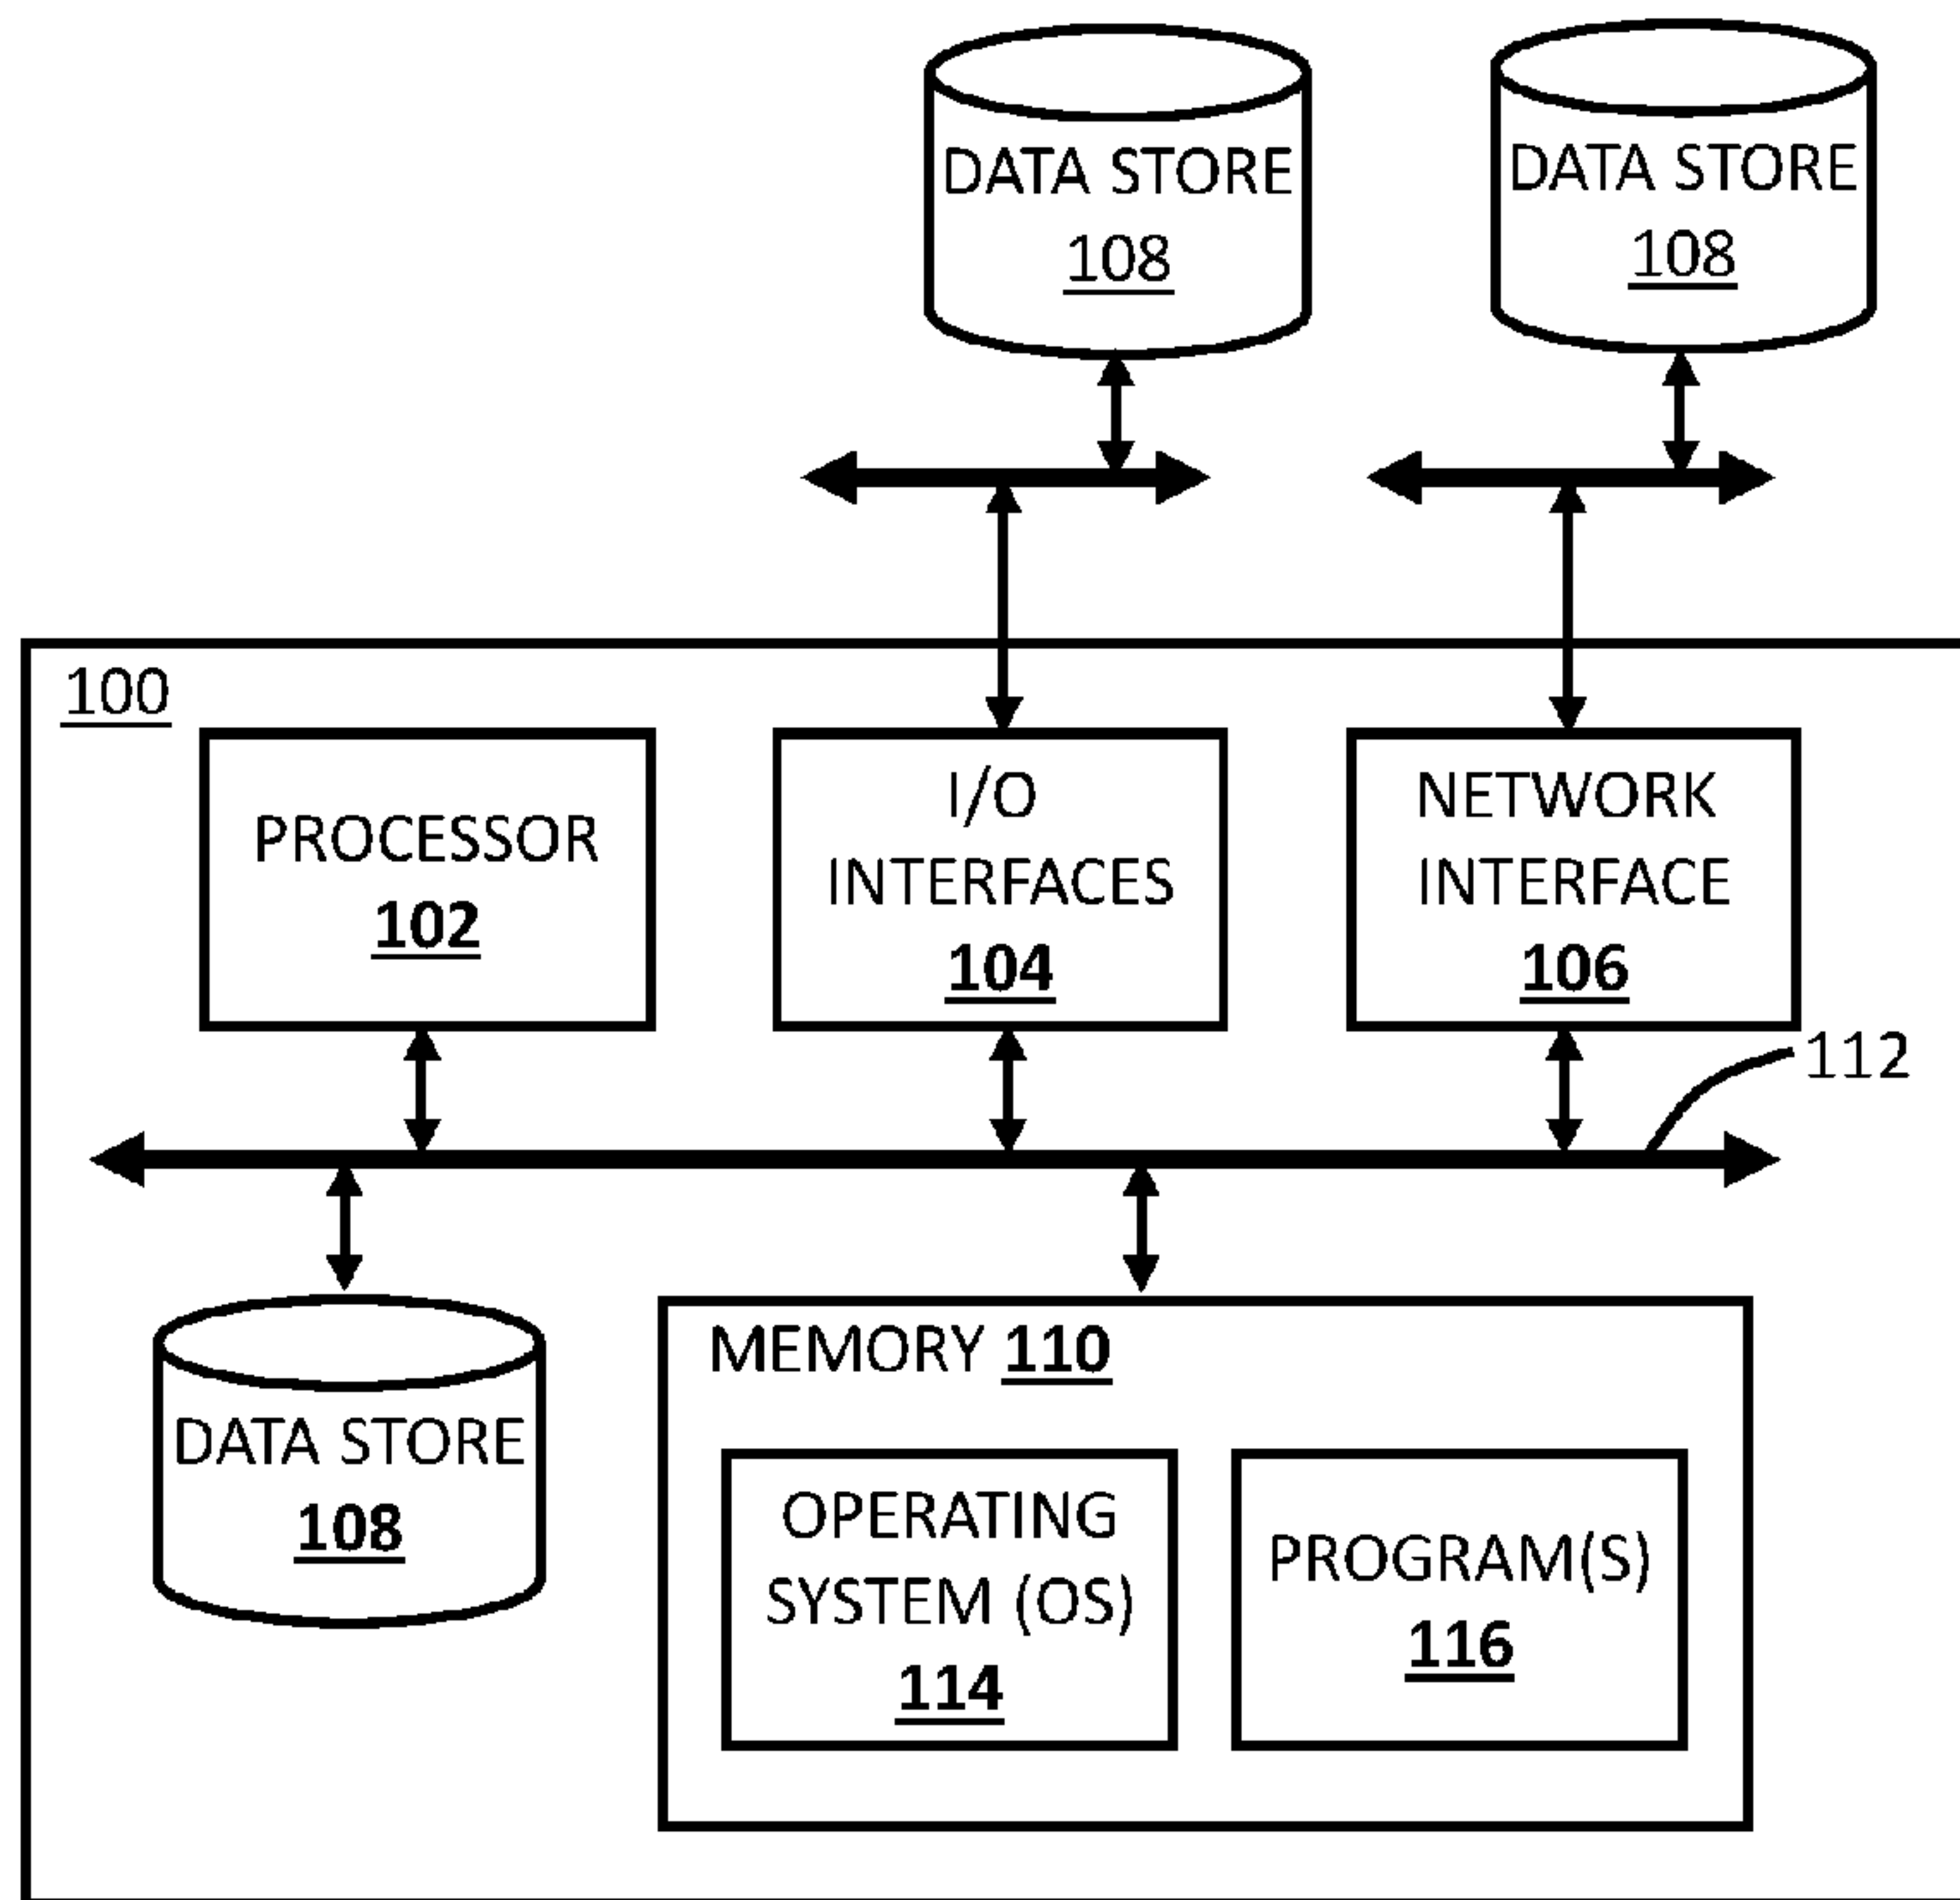 DATA STORE
108
DATA STORE
108
100
PROCESSOR
102
I/O
INTERFACES
104
NETWORK
INTERFACE
106
112
DATA STORE
108
MEMORY 110
OPERATING
SYSTEM (OS)
114
PROGRAM(S)
116